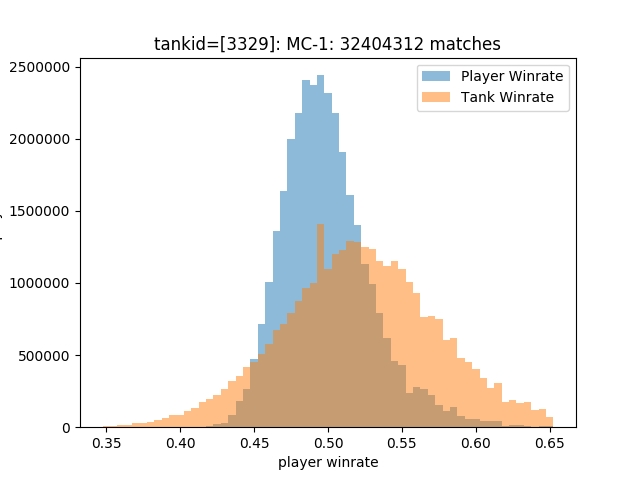 tankid=[3329]: MC-1: 32404312 matches
Player Winrate
Tank Winrate
2500000
2000000
1500000
1000000
500000
0
0.35 0.40 0.45 0.50 0.55 0.60 0.65
player winrate